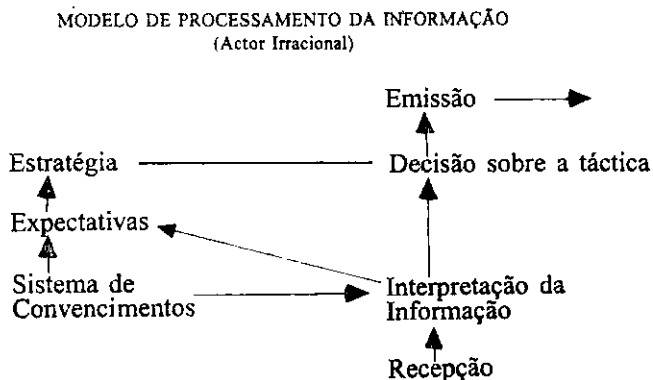 MODELO DE PROCESSAMENTO DA INFORMAÇÃO
(Actor Irracional)
Emissão
Estratégia
Decisão sobre a táctica
Expectativas
Sistema de
Convencimentos
Interpretação da
Informação
Recepção